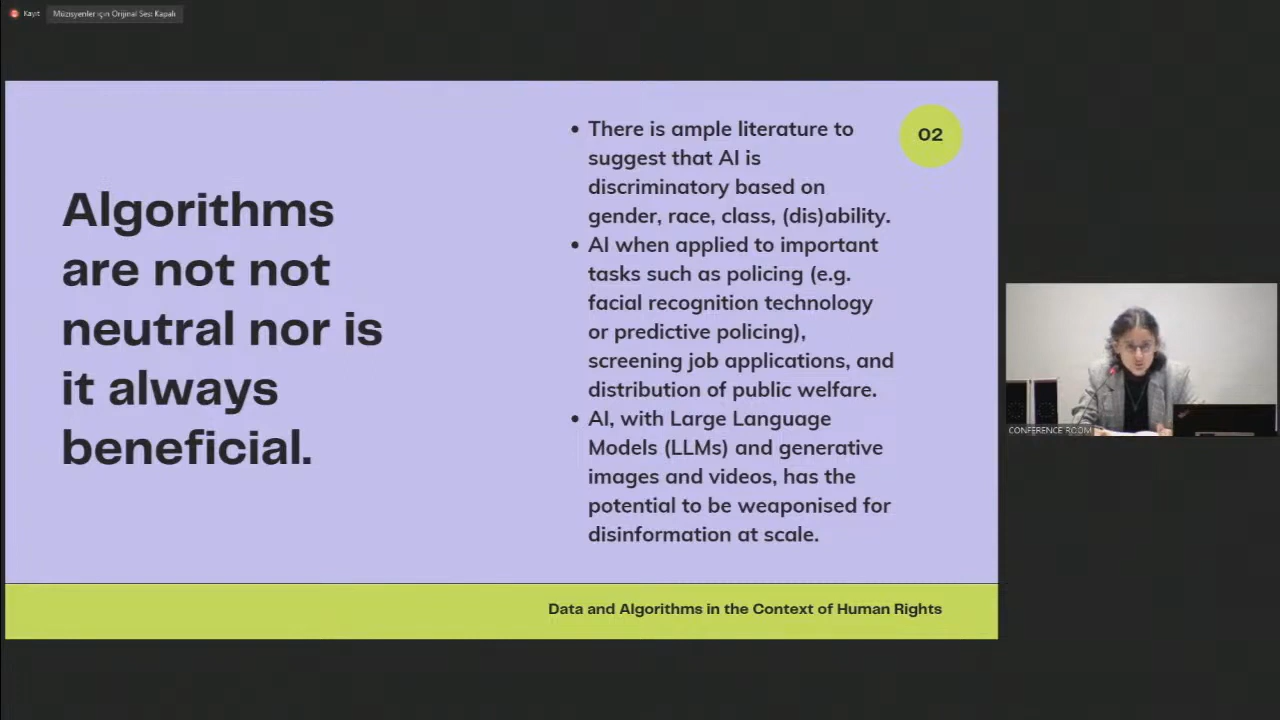 Kayıt
Müzisyenler için Orijinal Ses: Kapalı
Algorithms
are not not
neutral nor is
it always
beneficial.
There is ample literature to
suggest that AI is
discriminatory based on
gender, race, class, (dis)ability.
AI when applied to important
tasks such as policing (e.g.
facial recognition technology
or predictive policing),
screening job applications, and
distribution of public welfare.
AI, with Large Language
Models (LLMs) and generative
images and videos, has the
potential to be weaponised for
disinformation at scale.
02
Data and Algorithms in the Context of Human Rights
CONFERENCE ROOM